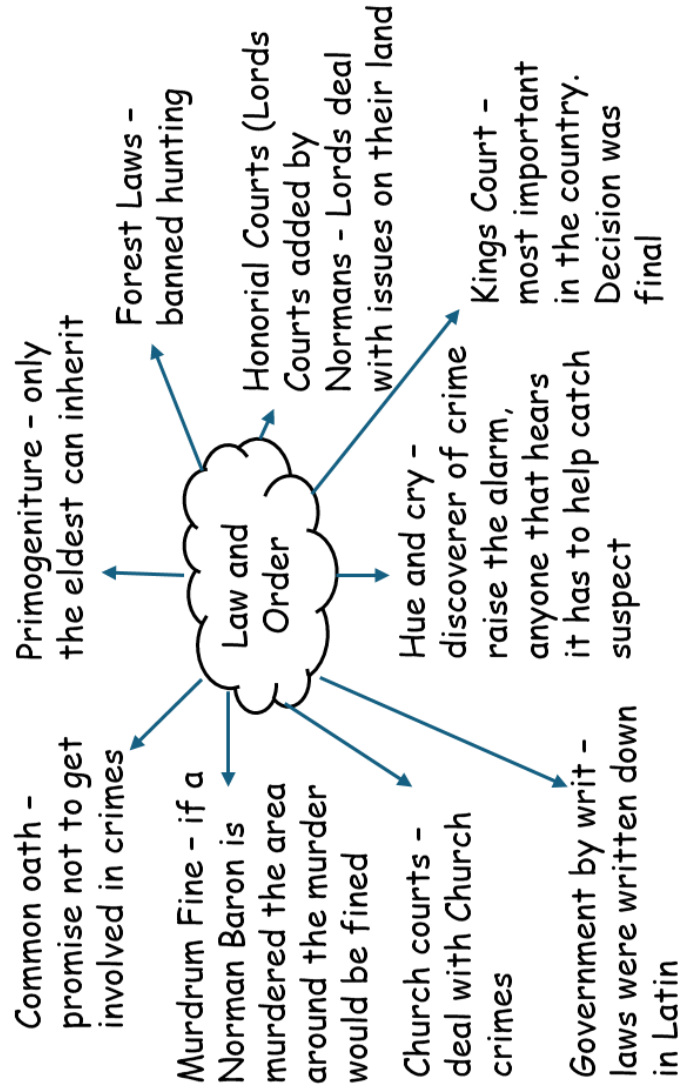 Common oath -
promise not to get
involved in crimes
Primogeniture - only
the eldest can inherit
Forest Laws -
banned hunting
Murdrum Fine - if a
Norman Baron is
murdered the area
around the murder
would be fined
Law and
Order
Honorial Courts (Lords
Courts added by
Normans - Lords deal
with issues on their land
Church courts -
deal with Church
crimes
Hue and cry -
discoverer of crime
raise the alarm,
anyone that hears
it has to help catch
suspect
Kings Court -
most important
in the country.
Decision was
final
Government by writ -
laws were written down
in Latin